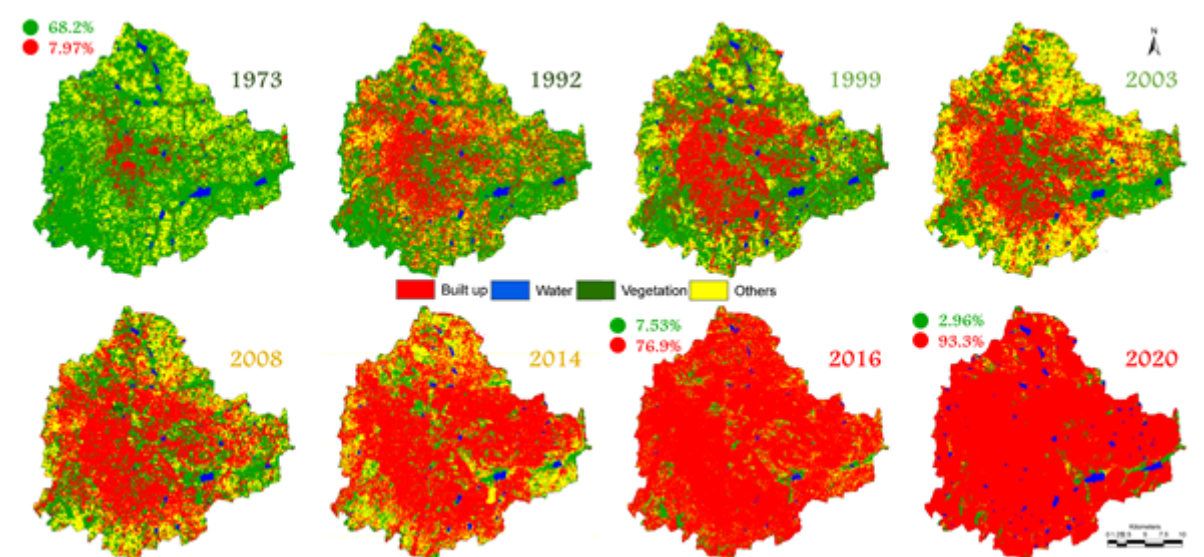 68.2%
7.97%
1973
1992
1999
N
2003
Built up
Water
Vegetation
Others
2008
2014
7.53%
76.9%
2016
2.96%
93.3%
2020
Kilometers